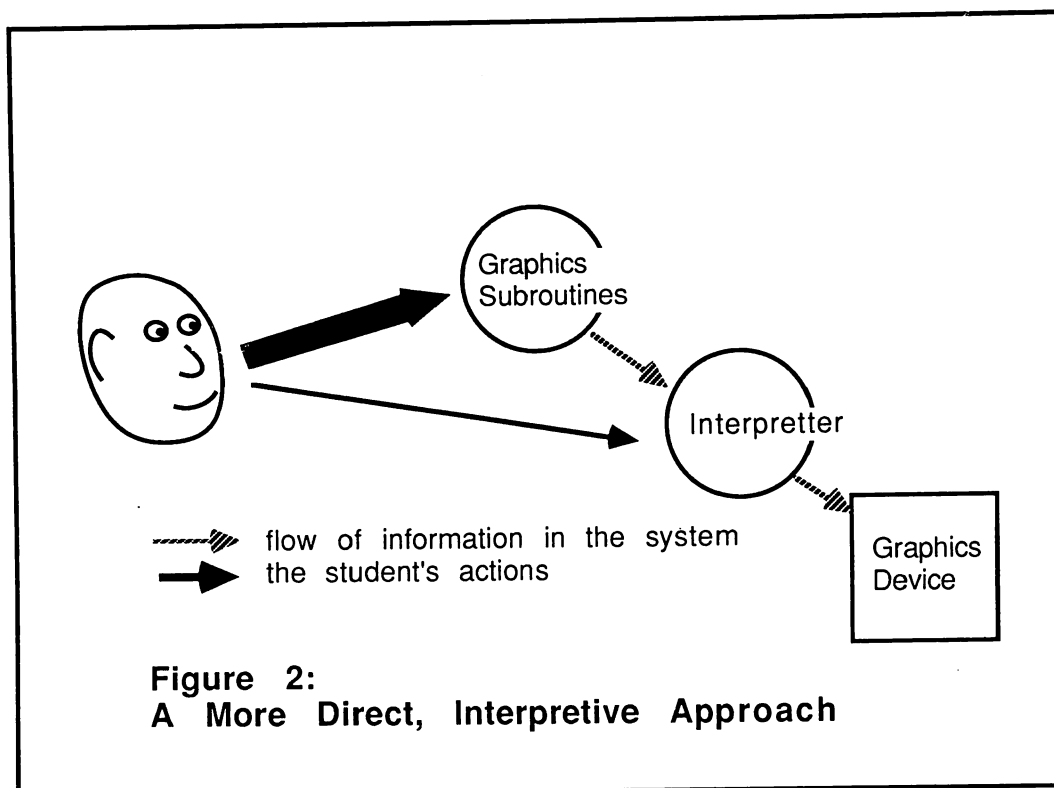 Graphics
Subroutines
Interpretter
Graphics
Device
flow of information in the system
the student's actions
Figure 2:
A More Direct, Interpretive Approach